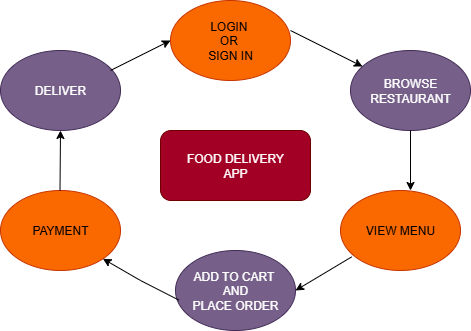 LOGIN
OR
SIGN IN
BROWSE
RESTAURANT
VIEW MENU
ADD TO CART
AND
PLACE ORDER
PAYMENT
DELIVER
FOOD DELIVERY
APP